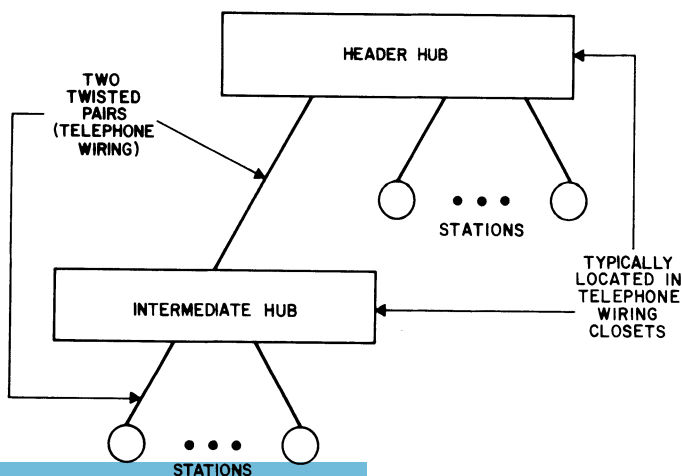 HEADER HUB
TWO
TWISTED
PAIRS
(TELEPHONE
WIRING)
STATIONS
TYPICALLY
LOCATED IN
TELEPHONE
WIRING
CLOSETS
INTERMEDIATE HUB
STATIONS